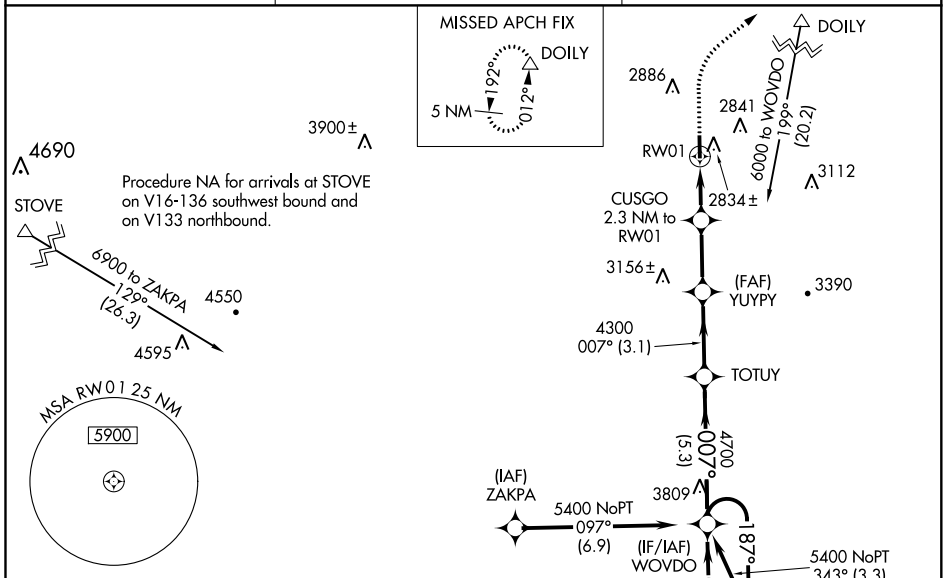 MISSED APCH FIX
DOILY
192°
012°
5 NM
DOILY
6000 to WOVDO
199°
(20.2)
2886
2841
3900±
4690
RW01
3112
2834±
Procedure NA for arrivals at STOVE
on V16-136 southwest bound and
on V133 northbound.
STOVE
CUSGO
2.3 NM to
RW01
6900 to ZAKPA
129°
(26.3)
4550
4595
3156±
(FAF)
YUYPY
3390
4300
007° (3.1)
TOTUY
MSA RW01 25 NM
5900
4700
007°
(5.3)
(IAF)
ZAKPA
3809
5400 NoPT
097°
(6.9)
(IF/IAF)
WOVDO
187°
5400 NoPT
343° (3.3)